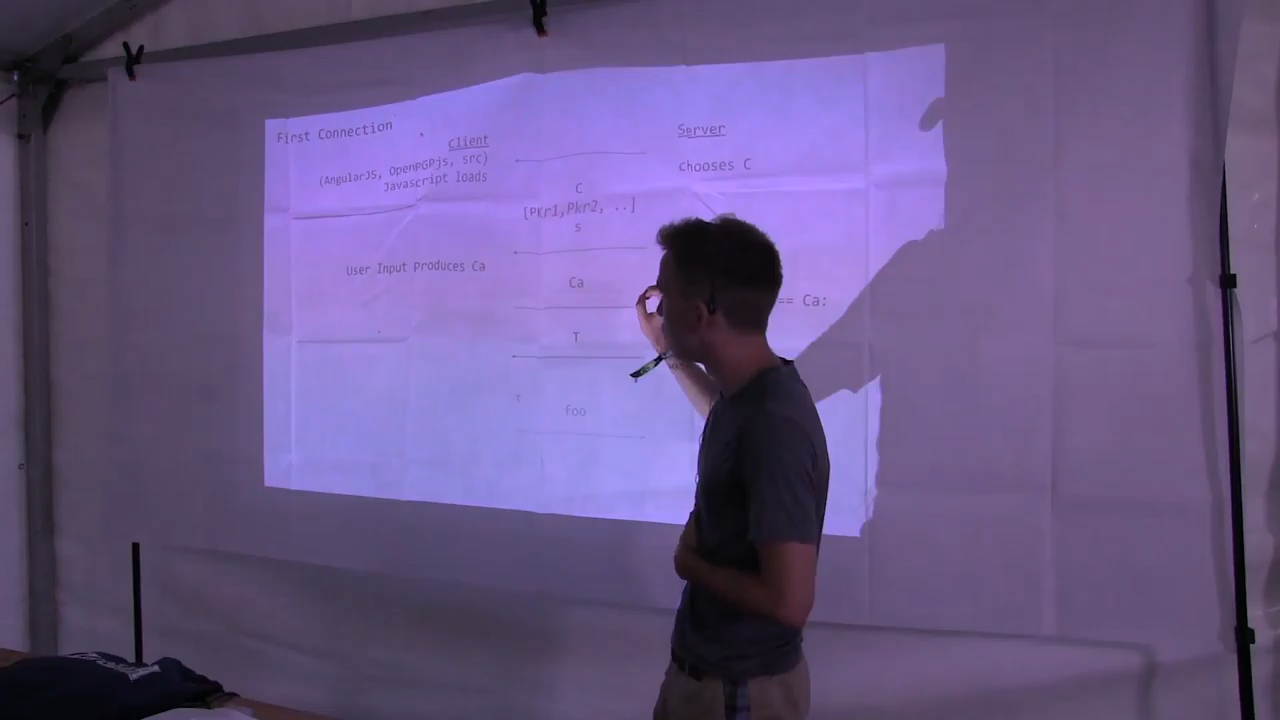 First Connection
Client
Server
(AngularJS, OpenPGPjs, src)
Javascript loads
chooses C
C
[PKr1,Pkr2, ..]
s
User Input Produces Ca
Ca
== Ca:
T
T
foo